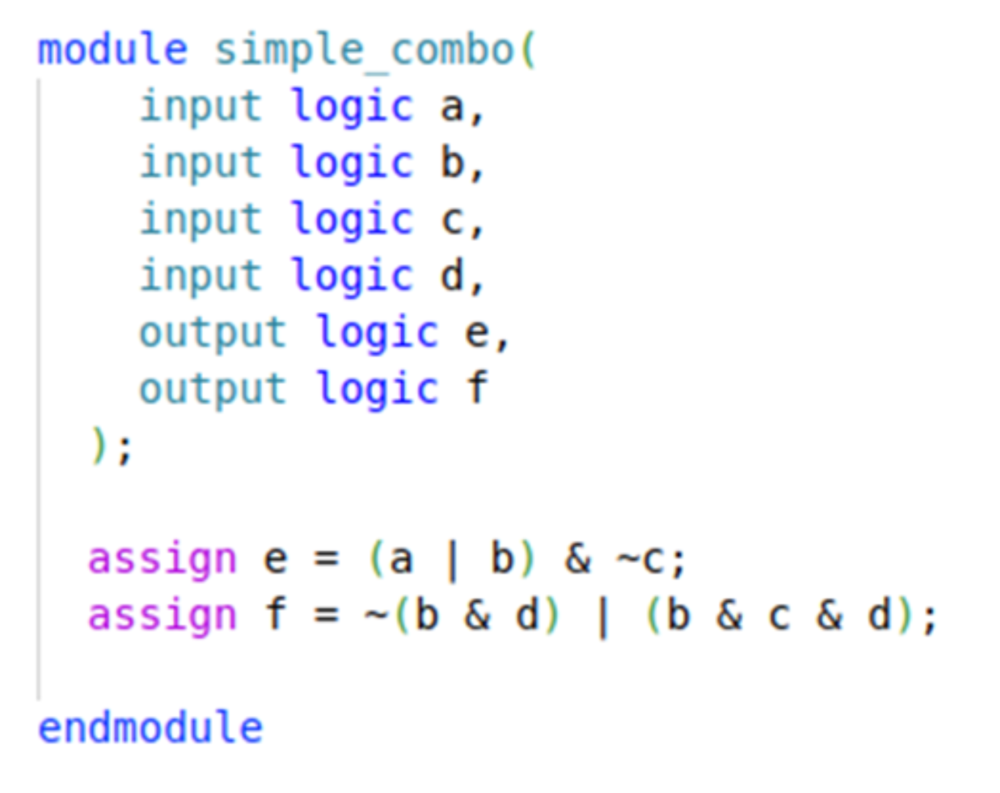 module simple_combo(
    input logic a,
    input logic b,
    input logic c,
    input logic d,
    output logic e,
    output logic f
  );

  assign e = (a | b) & ~c;
  assign f = ~(b & d) | (b & c & d);

endmodule